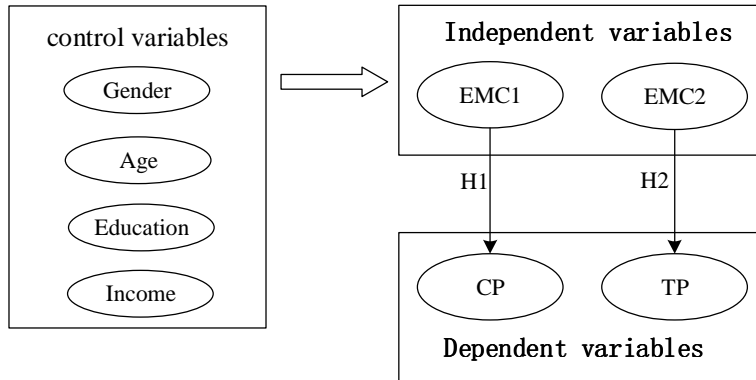 control variables
Gender
Age
Education
Income
Independent variables
EMC1
EMC2
H1
H2
CP
TP
Dependent variables